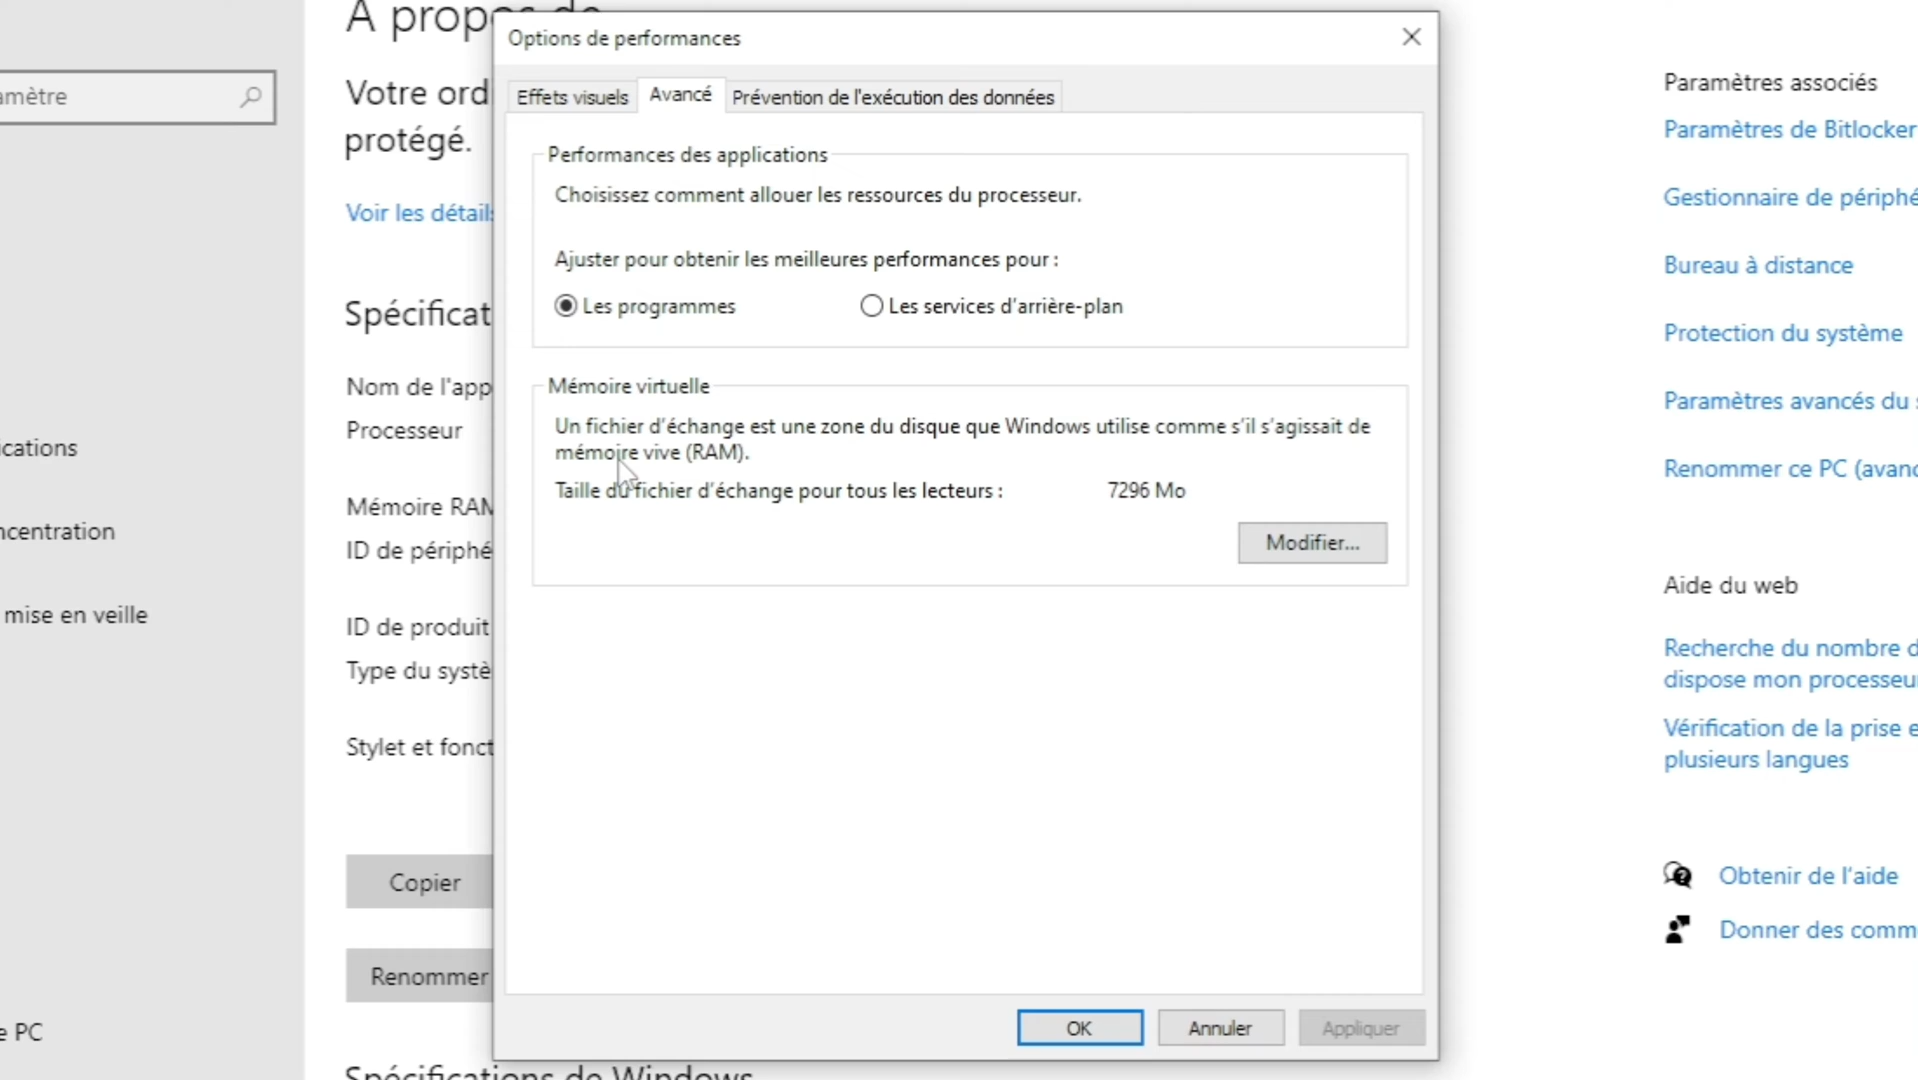 À propos de
Options de performances
amètre
Votre ord
protégé.
Voir les détails
Effets visuels
Avancé
Prévention de l'exécution des données
Performances des applications
Choisissez comment allouer les ressources du processeur.
Ajuster pour obtenir les meilleures performances pour :
Les programmes
Les services d'arrière-plan
Spécificat
Nom de l'app
Processeur
ications
Mémoire RAM
ID de périphé
ncentration
mise en veille
ID de produit
Type du systè
Stylet et fonct
Mémoire virtuelle
Un fichier d'échange est une zone du disque que Windows utilise comme s'il s'agissait de
mémoire vive (RAM).
Taille du fichier d'échange pour tous les lecteurs :
7296 Mo
Modifier...
Copier
Renommer
e PC
Spécifications de Windows
OK
Annuler
Appliquer
Paramètres associés
Paramètres de Bitlocker
Gestionnaire de périphé
Bureau à distance
Protection du système
Paramètres avancés du s
Renommer ce PC (avanc
Aide du web
Recherche du nombre d
dispose mon processeu
Vérification de la prise e
plusieurs langues
Obtenir de l'aide
Donner des comm